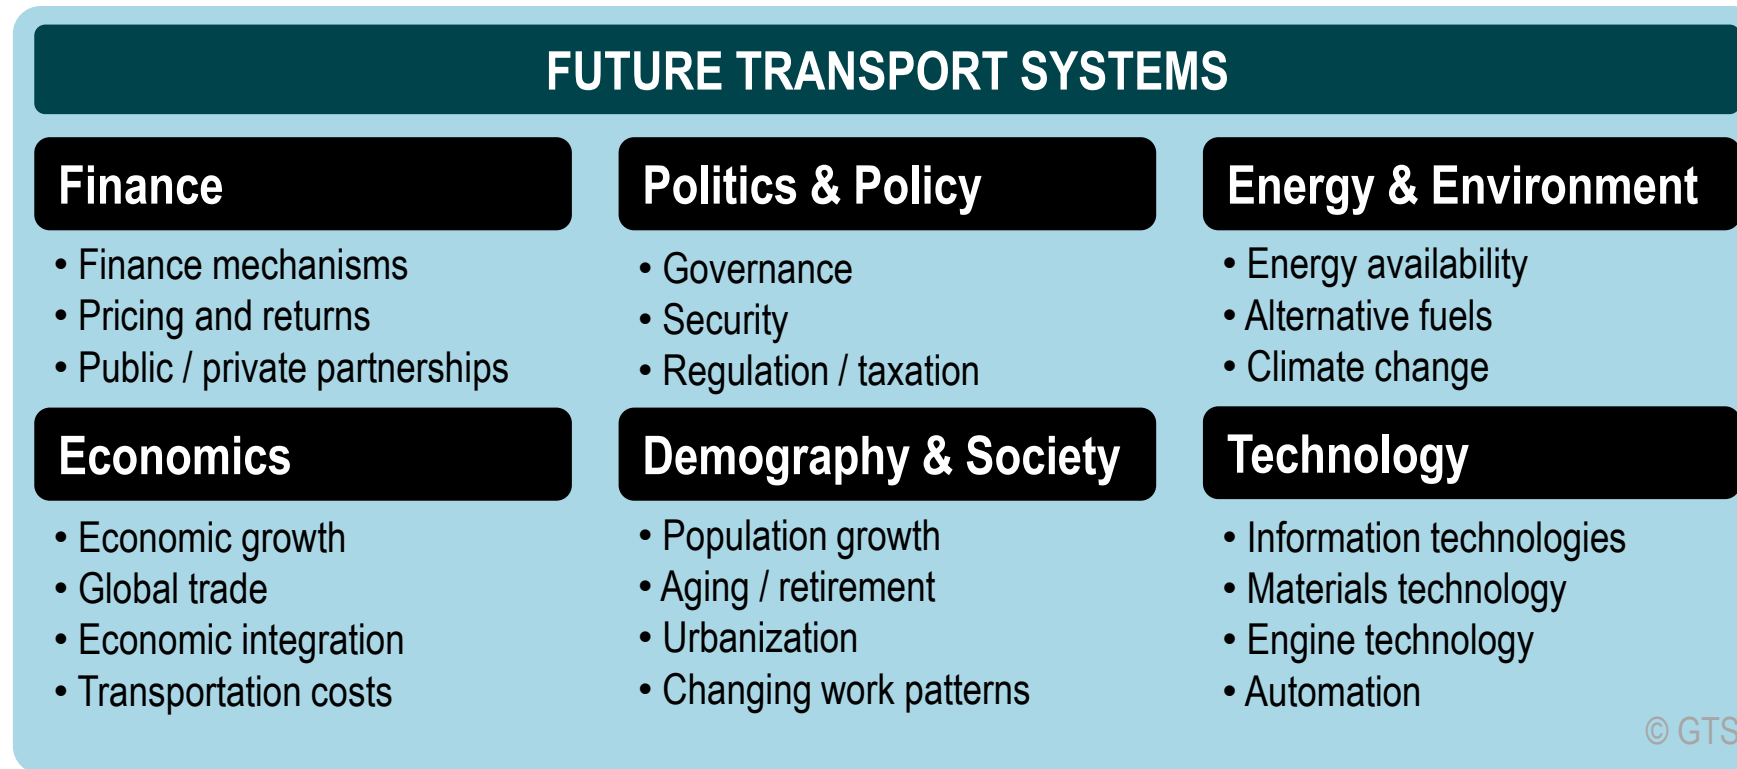 FUTURE TRANSPORT SYSTEMS
Finance
• Finance mechanisms
• Pricing and returns
• Public / private partnerships
Politics & Policy
• Governance
• Security
• Regulation / taxation
Energy & Environment
• Energy availability
• Alternative fuels
• Climate change
Economics
• Economic growth
• Global trade
• Economic integration
• Transportation costs
Demography & Society
• Population growth
• Aging / retirement
• Urbanization
• Changing work patterns
Technology
• Information technologies
• Materials technology
• Engine technology
• Automation
© GTS